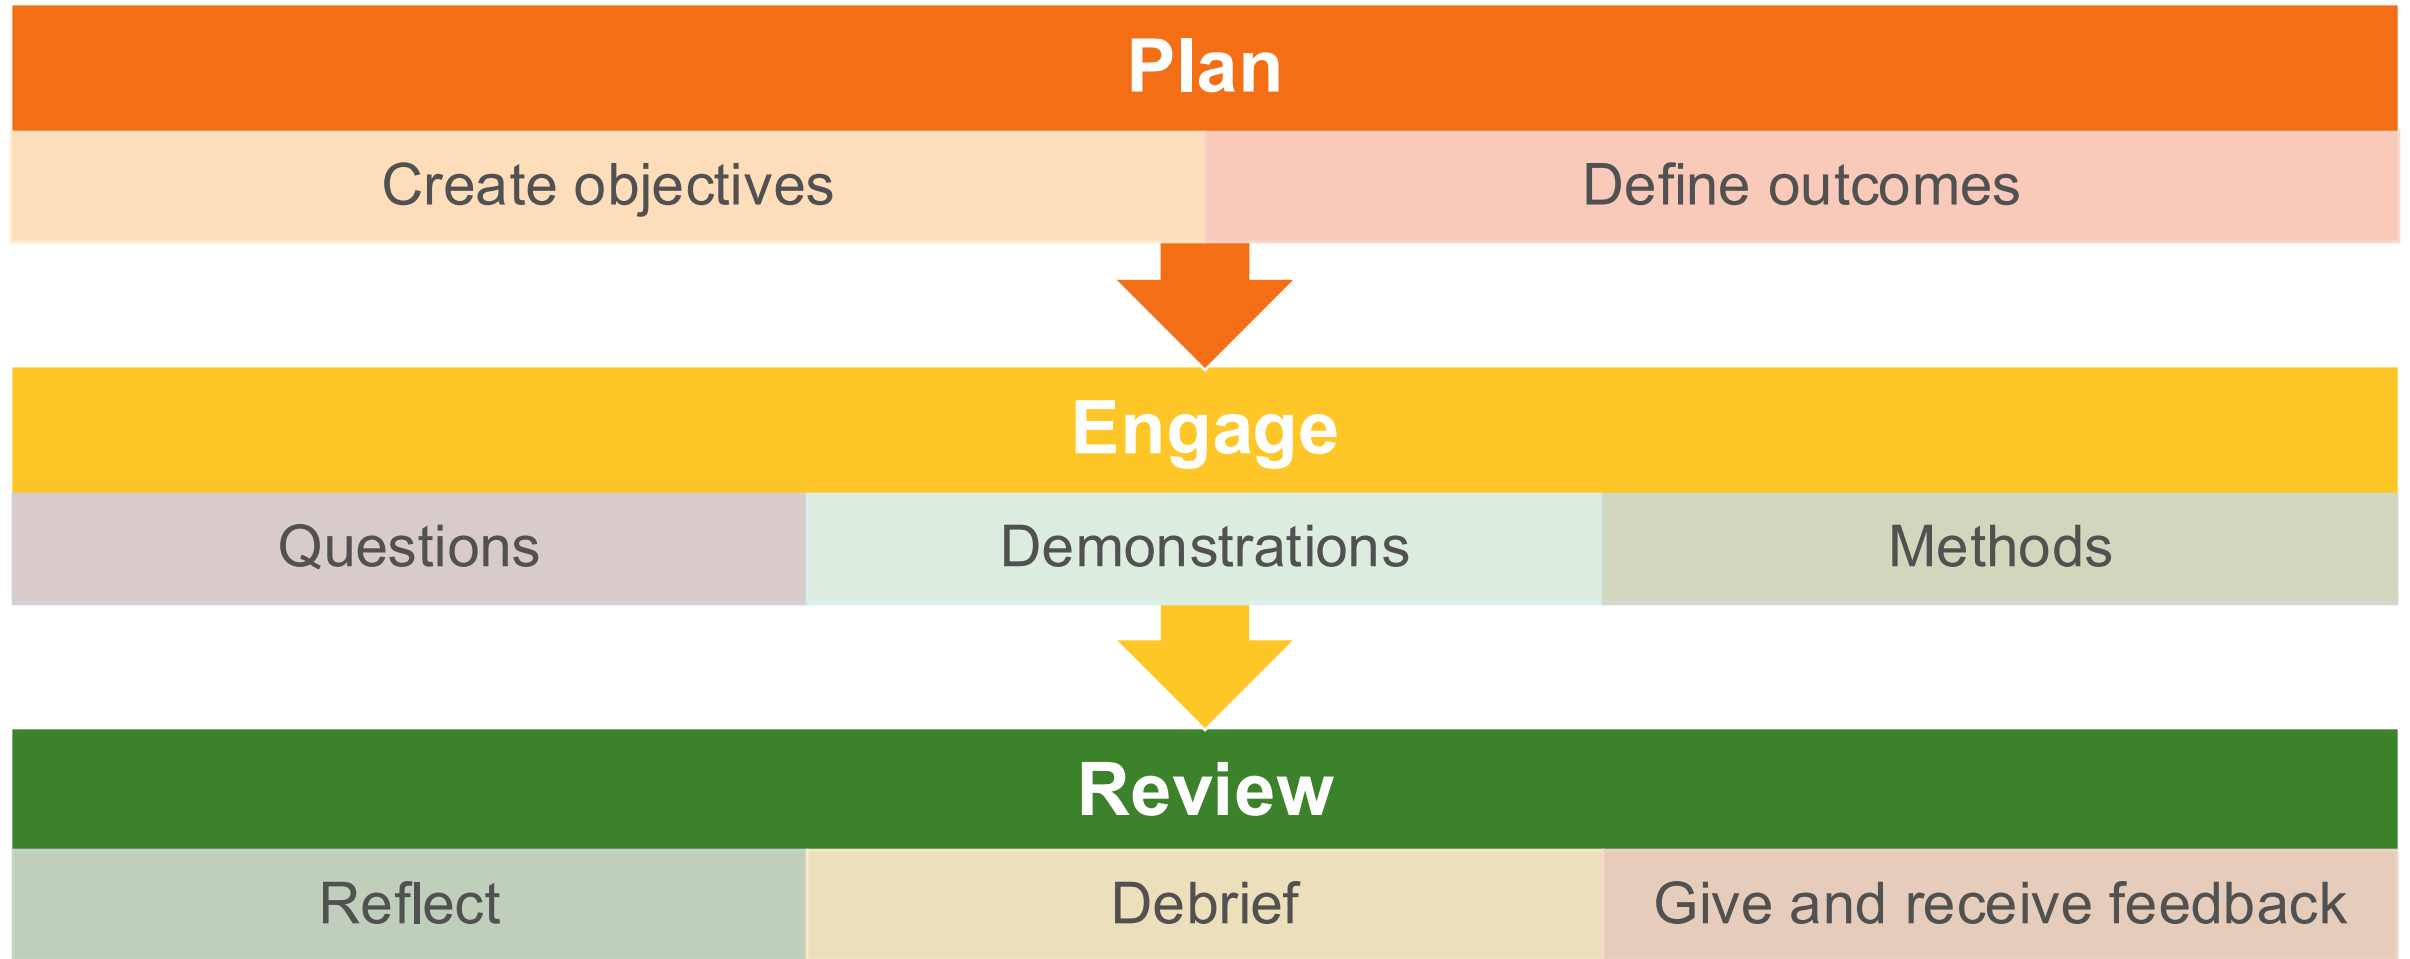 Plan
Create objectives
Define outcomes
Engage
Questions
Demonstrations
Methods
Review
Reflect
Debrief
Give and receive feedback